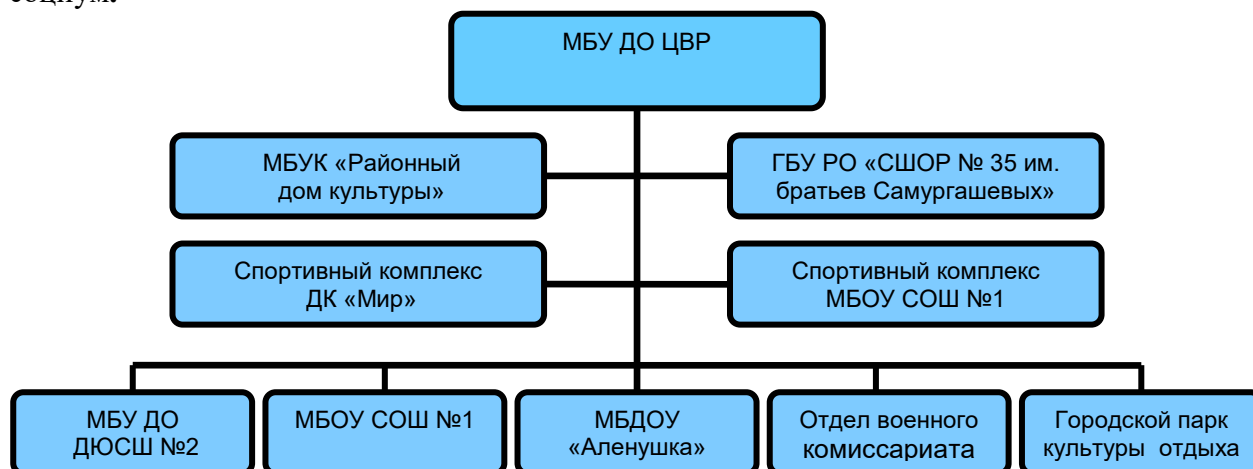 социум.
МБУ ДО ЦВР
МБУК «Районный
дом культуры»
ГБУ РО «СШОР № 35 им.
братьев Самургашевых»
Спортивный комплекс
ДК «Мир»
Спортивный комплекс
МБОУ СОШ №1
МБУ ДО
ДЮСШ №2
МБОУ СОШ №1
МБДОУ
«Аленушка»
Отдел военного
комиссариата
Городской парк
культуры отдыха